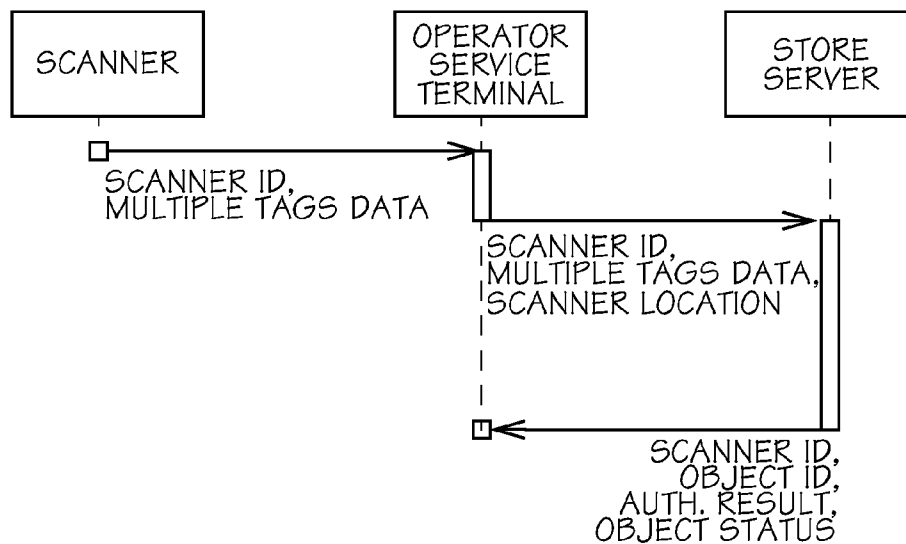 SCANNER
OPERATOR
SERVICE
TERMINAL
STORE
SERVER
SCANNER ID,
MULTIPLE TAGS DATA
SCANNER ID,
MULTIPLE TAGS DATA,
SCANNER LOCATION
SCANNER ID,
OBJECT ID,
AUTH. RESULT,
OBJECT STATUS